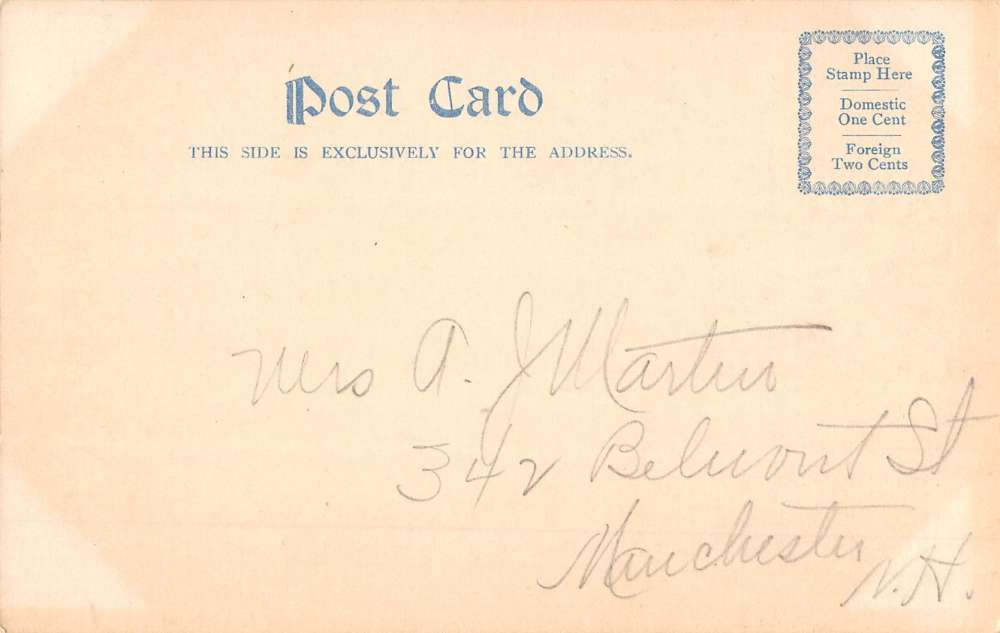 Post Card
THIS SIDE IS EXCLUSIVELY FOR THE ADDRESS.
Place
Stamp Here
Domestic
One Cent
Foreign
Two Cents
Mrs A. J Martin
342 Belmont St
Manchester
N.H.